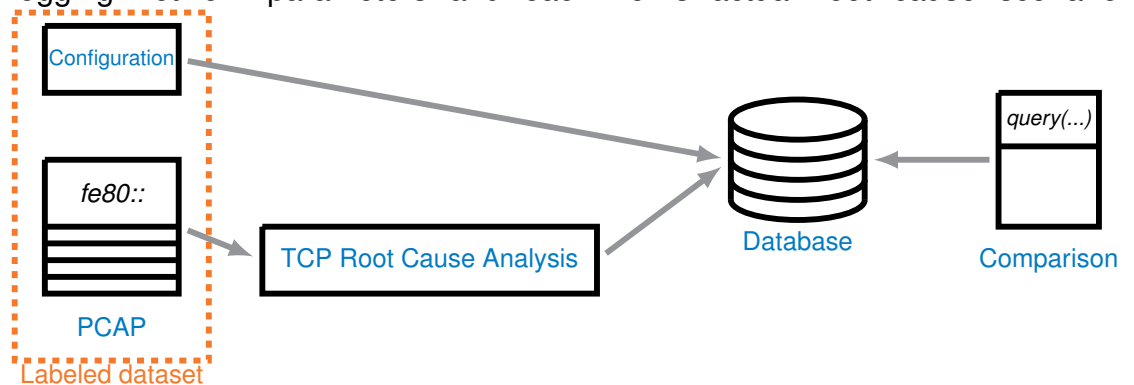 Configuration
query(...)
fe80::
TCP Root Cause Analysis
Database
Comparison
PCAP
Labeled dataset